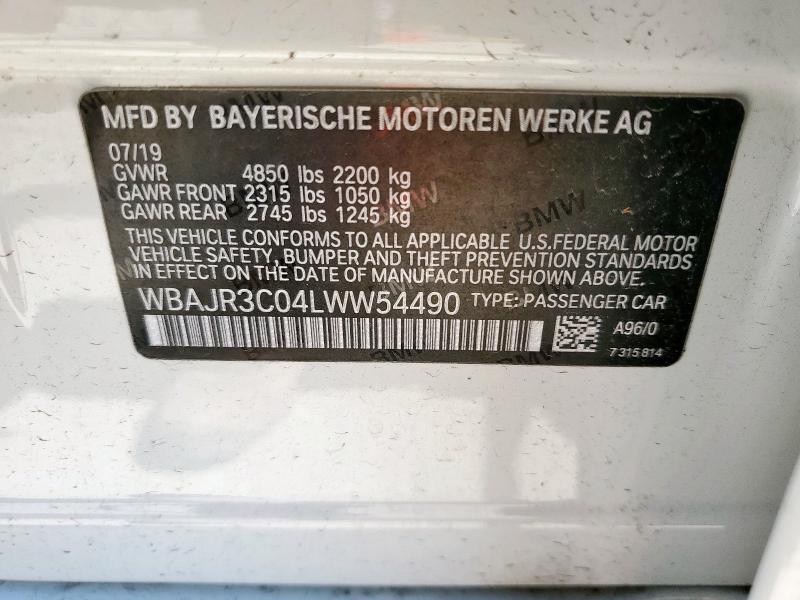 MFD BY BAYERISCHE MOTOREN WERKE AG
07/19
GVWR 4850 lbs 2200 kg
GAWR FRONT 2315 lbs 1050 kg
GAWR REAR 2745 lbs 1245 kg
THIS VEHICLE CONFORMS TO ALL APPLICABLE U.S.FEDERAL MOTOR
VEHICLE SAFETY, BUMPER AND THEFT PREVENTION STANDARDS
IN EFFECT ON THE DATE OF MANUFACTURE SHOWN ABOVE.
WBAJR3C04LWW54490 TYPE: PASSENGER CAR
A96/0
7 315 814